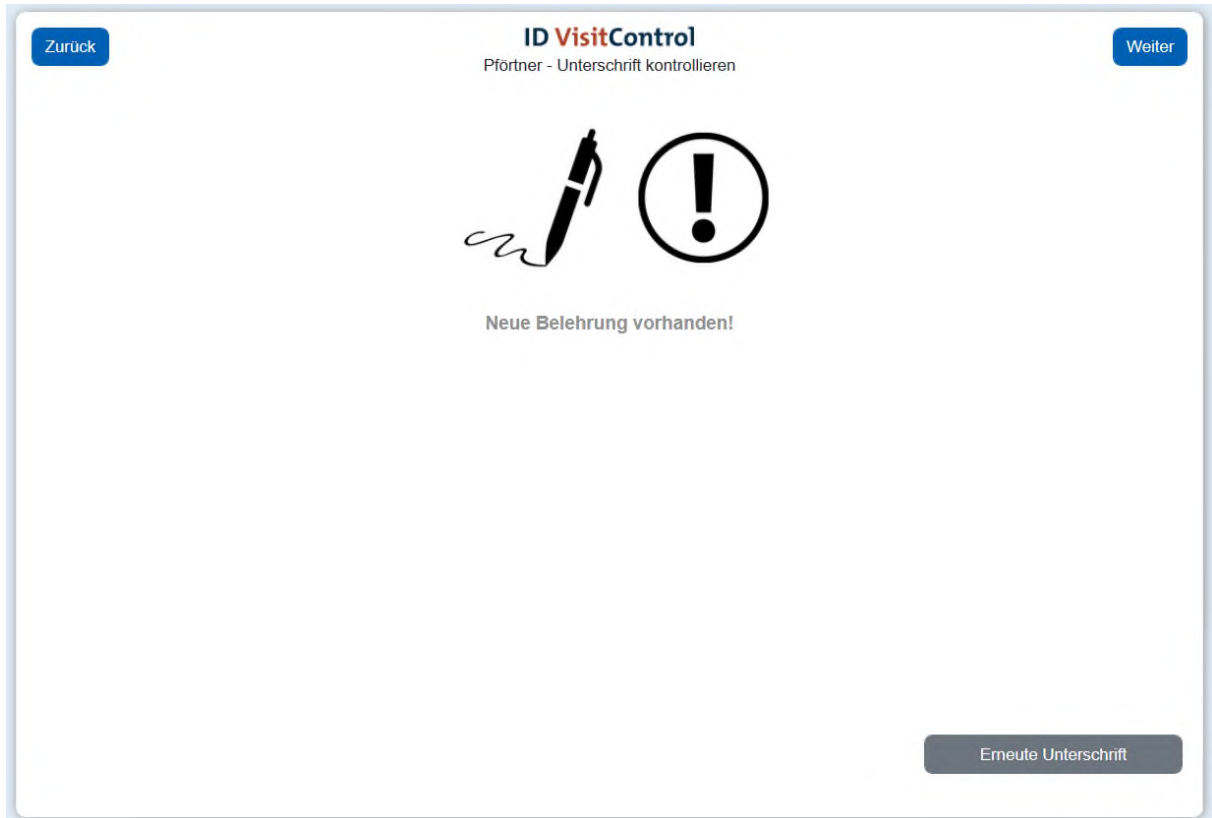 Zurück
ID VisitControl
Weiter
Pförtner - Unterschrift kontrollieren
Neue Belehrung vorhanden!
Erneute Unterschrift